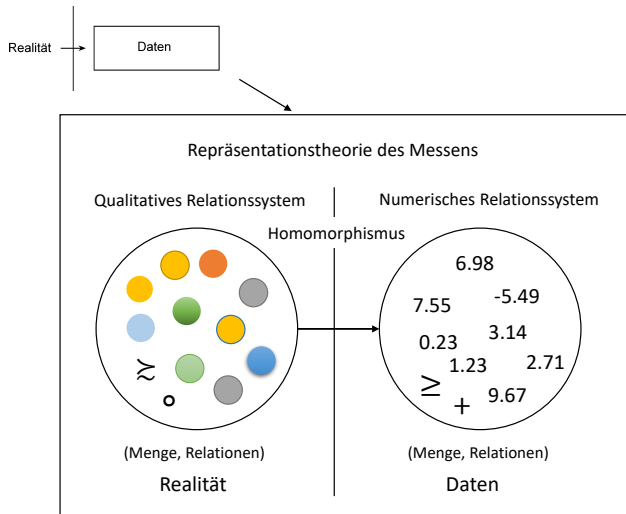 Realität
Daten
Repräsentationstheorie des Messens
Qualitatives Relationssystem
Numerisches Relationssystem
Homomorphismus
6.98
7.55
-5.49
0.23
3.14
1.23
2.71
≿
≥
+
9.67
∘
(Menge, Relationen)
(Menge, Relationen)
Realität
Daten